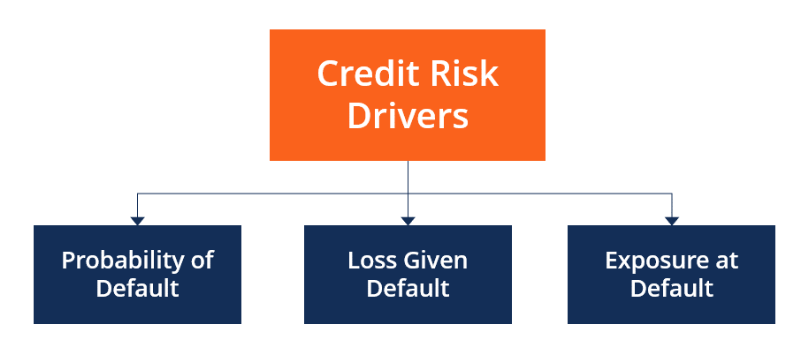 Credit Risk
Drivers
Probability of
Default
Loss Given
Default
Exposure at
Default